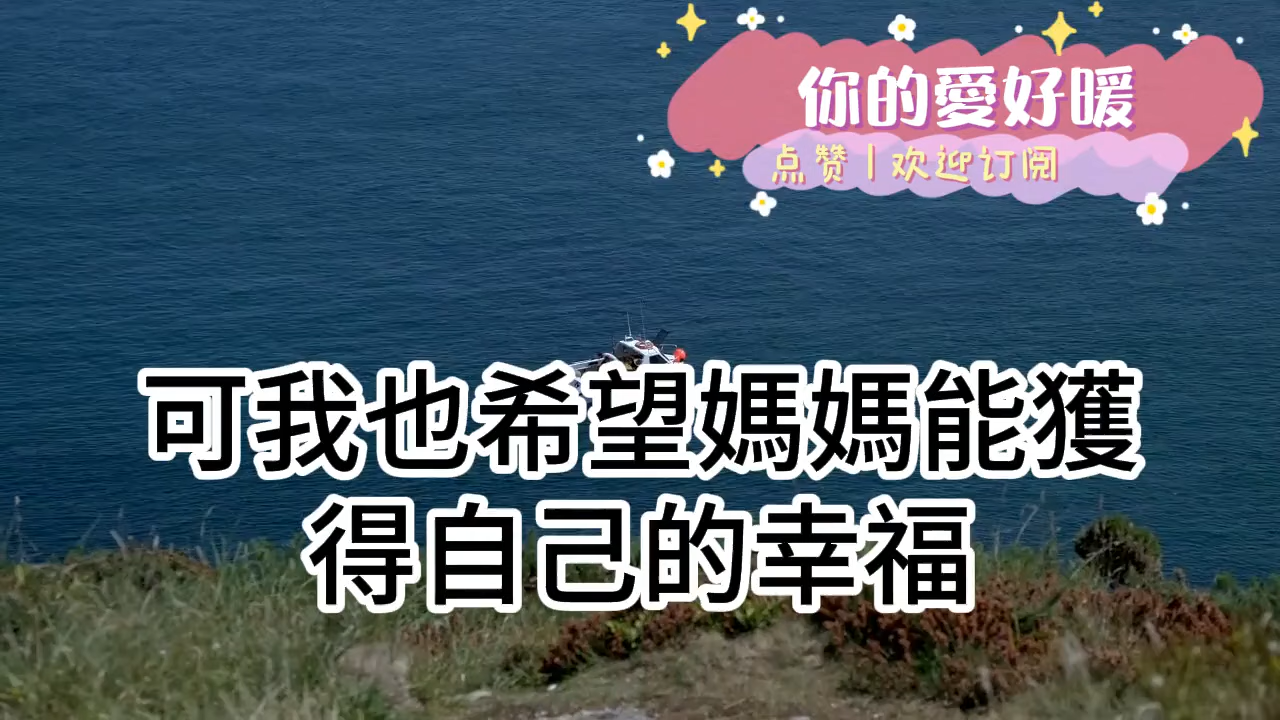 你的愛好暖
点赞 | 欢迎订阅
可我也希望媽媽能獲
得自己的幸福